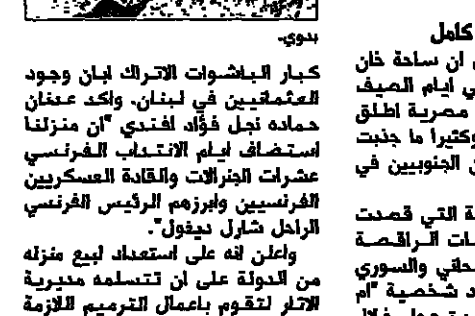 كامل
ان ساحة خان
ي ايام الصيف
مصرية اطلق
وكثيرا ما جذبت
ن الجنوبيين في
ة التي قصدت
ات الراقصة
حاني والسوري
د شخصية "ام
بدوي.
كبار الباشوات الاتراك ابان وجود
العثمانيين في لبنان. واكد عدنان
حماده نجل فؤاد افندي "ان منزلنا
استضاف ايام الانتداب الفرنسي
عشرات الجنرالات والقادة العسكريين
الفرنسيين وابرزهم الرئيس الفرنسي
الراحل شارل ديغول".
واعلن انه على استعداد لبيع منزله
من الدولة على ان تتسلمه مديرية
الاثار لتقوم باعمال الترميم اللازمة